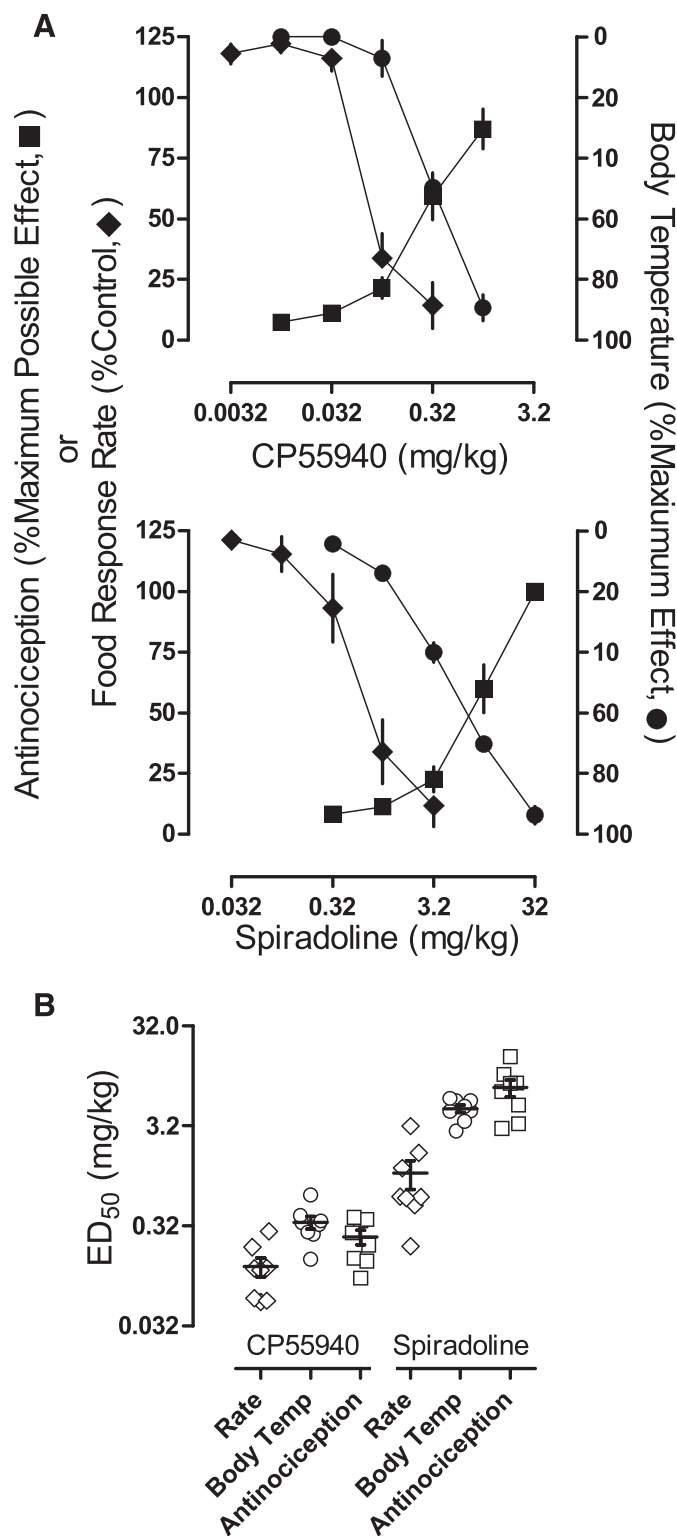 A
Antinociception (%Maximum Possible Effect, ■)
or
Food Response Rate (%Control, ◆)
125
100
75
50
25
0
0
20
10
60
80
100
Body Temperature (%Maxiumum Effect, ●)
0.0032 0.032 0.32 3.2
CP55940 (mg/kg)
125
100
75
50
25
0
0
20
10
60
80
100
0.032 0.32 3.2 32
Spiradoline (mg/kg)
B
ED50 (mg/kg)
32.0
3.2
0.32
0.032
CP55940 Spiradoline
Rate
Body Temp
Antinociception
Rate
Body Temp
Antinociception